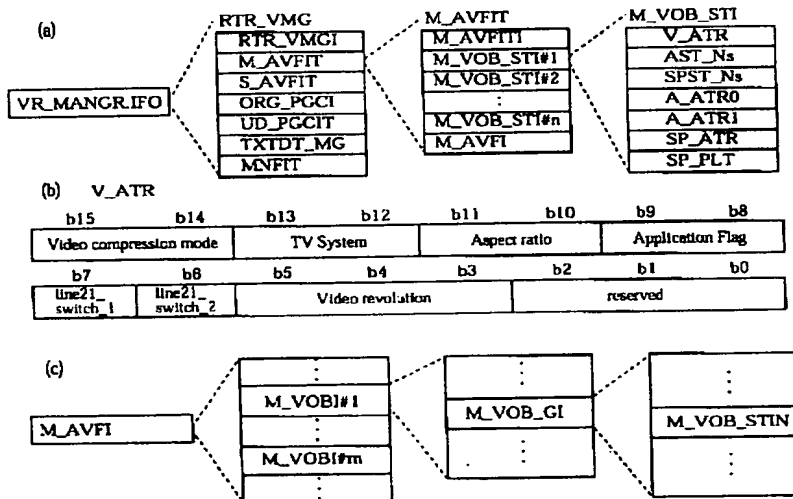 (a)
RTR_VMG
M_AVFIT
M_VOB_STI
VR_MANGR.IFO
RTR_VMGI
M_AVFIT
S_AVFIT
ORG_PGCI
UD_PGCIT
TXTDT_MG
MNFIT
M_AVFITI
M_VOB_STI#1
M_VOB_STI#2
⋮
M_VOB_STI#n
M_AVFI
V_ATR
AST_Ns
SPST_Ns
A_ATR0
A_ATR1
SP_ATR
SP_PLT
(b) V_ATR
b15 b14 b13 b12 b11 b10 b9 b8
Video compression mode TV System Aspect ratio Application Flag
b7 b6 b5 b4 b3 b2 b1 b0
line21_switch_1 line21_switch_2 Video revolution reserved
(c)
M_AVFI
⋮
M_VOBI#1
⋮
M_VOBI#m
⋮
⋮
M_VOB_GI
⋮
⋮
M_VOB_STIN
⋮